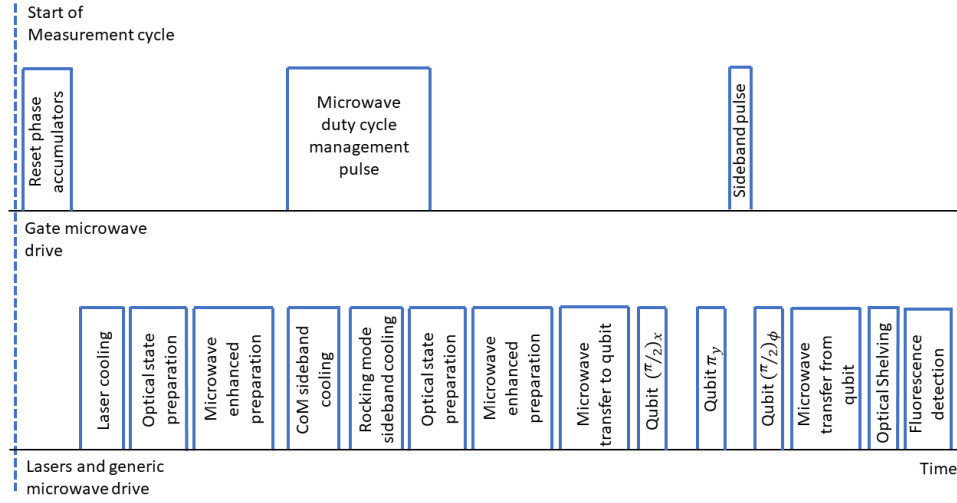 Start of
Measurement cycle
Reset phase
accumulators
Microwave
duty cycle
management
pulse
Sideband pulse
Gate microwave
drive
Laser cooling
Optical state
preparation
Microwave
enhanced
preparation
CoM sideband
cooling
Rocking mode
sideband cooling
Optical state
preparation
Microwave
enhanced
preparation
Microwave
transfer to qubit
Qubit (π/2)ₓ
Qubit π_y
Qubit (π/2)_ϕ
Microwave
transfer from
qubit
Optical Shelving
Fluorescence
detection
Lasers and generic
microwave drive
Time